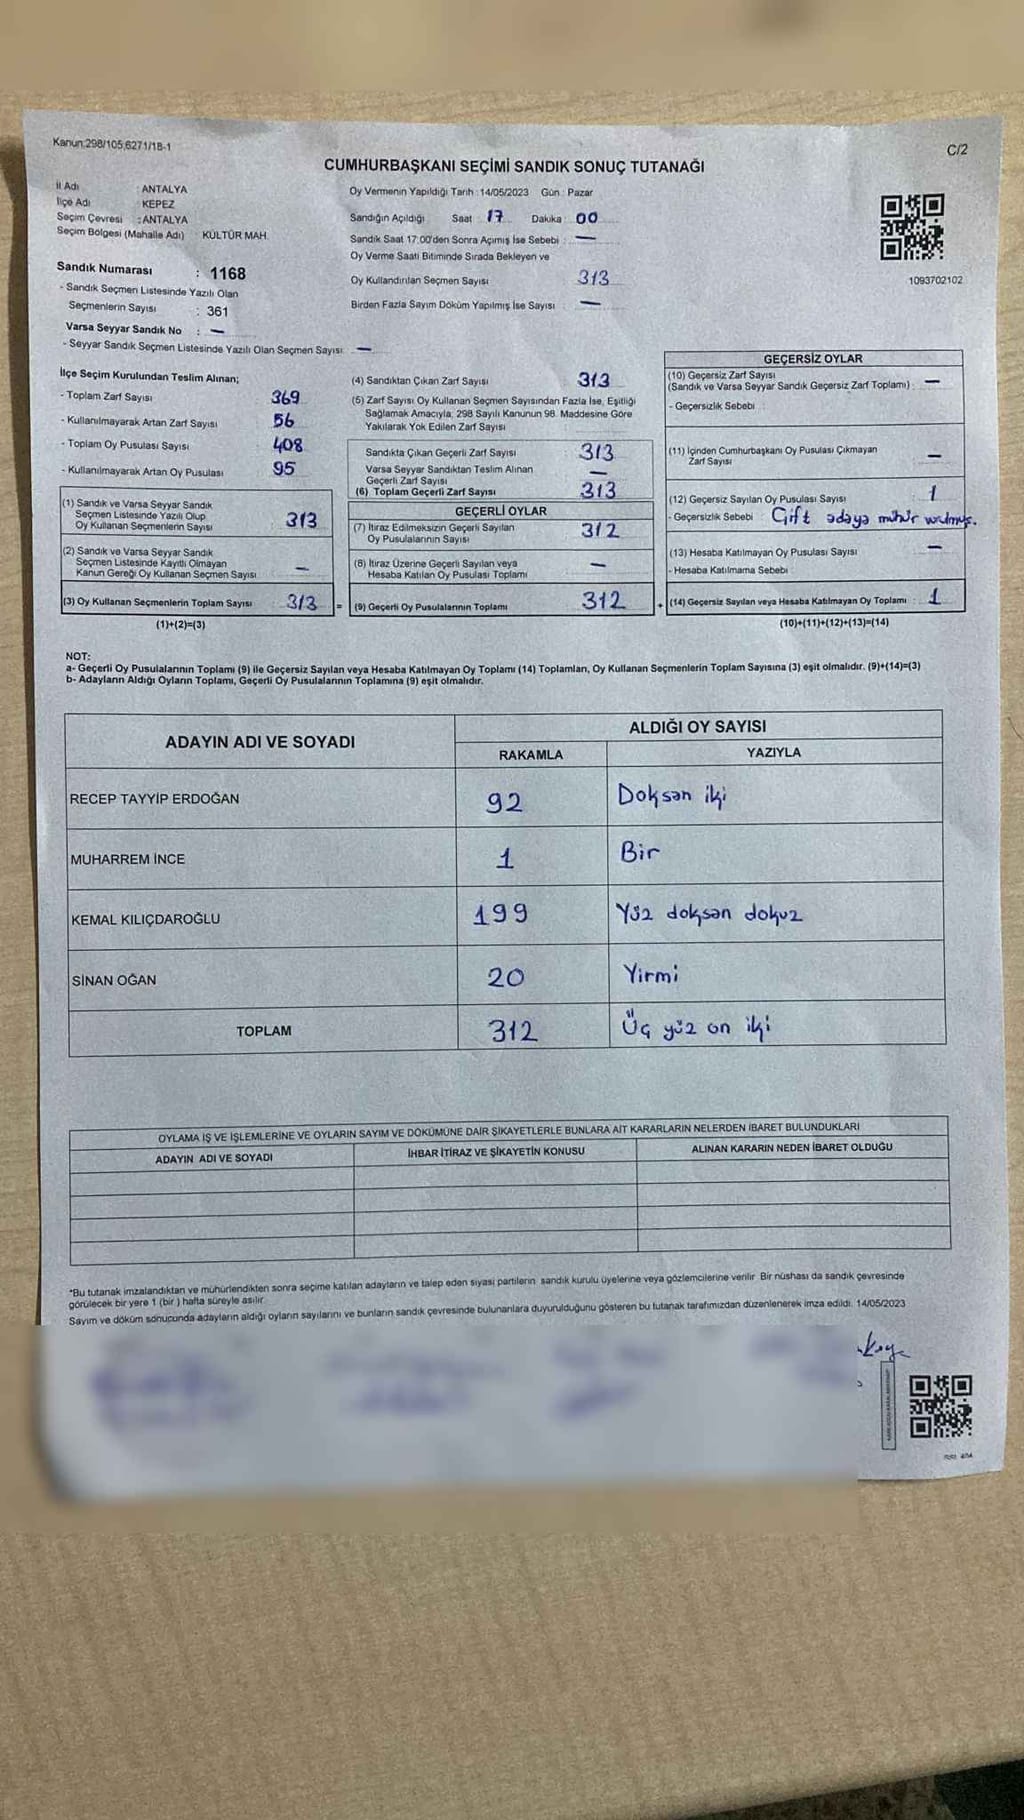 Kanun:298/105,6271/18-1
C/2
CUMHURBAŞKANI SEÇİMİ SANDIK SONUÇ TUTANAĞI
İl Adı : ANTALYA
İlçe Adı : KEPEZ
Seçim Çevresi : ANTALYA
Seçim Bölgesi (Mahalle Adı) : KÜLTÜR MAH.
Sandık Numarası : 1168
- Sandık Seçmen Listesinde Yazılı Olan
Seçmenlerin Sayısı : 361
Varsa Seyyar Sandık No : —
- Seyyar Sandık Seçmen Listesinde Yazılı Olan Seçmen Sayısı: —
Oy Vermenin Yapıldığı Tarih : 14/05/2023 Gün : Pazar
Sandığın Açıldığı Saat 17 Dakika : 00
Sandık Saat 17:00'den Sonra Açımış İse Sebebi : —
Oy Verme Saati Bitiminde Sırada Bekleyen ve
Oy Kullandırılan Seçmen Sayısı 313
Birden Fazla Sayım Döküm Yapılmış İse Sayısı : —
1093702102
İlçe Seçim Kurulundan Teslim Alınan;
- Toplam Zarf Sayısı 369
- Kullanılmayarak Artan Zarf Sayısı 56
- Toplam Oy Pusulası Sayısı 408
- Kullanılmayarak Artan Oy Pusulası 95
(1) Sandık ve Varsa Seyyar Sandık
Seçmen Listesinde Yazılı Olup
Oy Kullanan Seçmenlerin Sayısı 313
(2) Sandık ve Varsa Seyyar Sandık
Seçmen Listesinde Kayıtlı Olmayan
Kanun Gereği Oy Kullanan Seçmen Sayısı —
(3) Oy Kullanan Seçmenlerin Toplam Sayısı 313 =
(1)+(2)=(3)
(4) Sandıktan Çıkan Zarf Sayısı 313
(5) Zarf Sayısı Oy Kullanan Seçmen Sayısından Fazla İse, Eşitliği
Sağlamak Amacıyla, 298 Sayılı Kanunun 98. Maddesine Göre
Yakılarak Yok Edilen Zarf Sayısı
Sandıkta Çıkan Geçerli Zarf Sayısı 313
Varsa Seyyar Sandıktan Teslim Alınan
Geçerli Zarf Sayısı —
(6) Toplam Geçerli Zarf Sayısı 313
GEÇERLİ OYLAR
(7) İtiraz Edilmeksizin Geçerli Sayılan
Oy Pusulalarının Sayısı 312
(8) İtiraz Üzerine Geçerli Sayılan veya
Hesaba Katılan Oy Pusulası Toplamı —
(9) Geçerli Oy Pusulalarının Toplamı 312 +
GEÇERSİZ OYLAR
(10) Geçersiz Zarf Sayısı
(Sandık ve Varsa Seyyar Sandık Geçersiz Zarf Toplamı) : —
- Geçersizlik Sebebi :
(11) İçinden Cumhurbaşkanı Oy Pusulası Çıkmayan
Zarf Sayısı —
(12) Geçersiz Sayılan Oy Pusulası Sayısı 1
- Geçersizlik Sebebi Çift adaya mühür vurulmuş.
(13) Hesaba Katılmayan Oy Pusulası Sayısı —
- Hesaba Katılmama Sebebi :
(14) Geçersiz Sayılan veya Hesaba Katılmayan Oy Toplamı : 1
(10)+(11)+(12)+(13)=(14)
NOT:
a- Geçerli Oy Pusulalarının Toplamı (9) ile Geçersiz Sayılan veya Hesaba Katılmayan Oy Toplamı (14) Toplamları, Oy Kullanan Seçmenlerin Toplam Sayısına (3) eşit olmalıdır. (9)+(14)=(3)
b- Adayların Aldığı Oyların Toplamı, Geçerli Oy Pusulalarının Toplamına (9) eşit olmalıdır.
ADAYIN ADI VE SOYADI
ALDIĞI OY SAYISI
RAKAMLA YAZIYLA
RECEP TAYYİP ERDOĞAN 92 Doksan iki
MUHARREM İNCE 1 Bir
KEMAL KILIÇDAROĞLU 199 Yüz doksan dokuz
SİNAN OĞAN 20 Yirmi
TOPLAM 312 Üç yüz on iki
OYLAMA İŞ VE İŞLEMLERİNE VE OYLARIN SAYIM VE DÖKÜMÜNE DAİR ŞİKAYETLERLE BUNLARA AİT KARARLARIN NELERDEN İBARET BULUNDUKLARI
ADAYIN ADI VE SOYADI İHBAR İTİRAZ VE ŞİKAYETİN KONUSU ALINAN KARARIN NEDEN İBARET OLDUĞU
*Bu tutanak imzalandıktan ve mühürlendikten sonra seçime katılan adayların ve talep eden siyasi partilerin sandık kurulu üyelerine veya gözlemcilerine verilir. Bir nüshası da sandık çevresinde
görülecek bir yere 1 (bir ) hafta süreyle asılır.
Sayım ve döküm sonucunda adayların aldığı oyların sayılarını ve bunların sandık çevresinde bulunanlara duyurulduğunu gösteren bu tutanak tarafımızdan düzenlenerek imza edildi. 14/05/2023